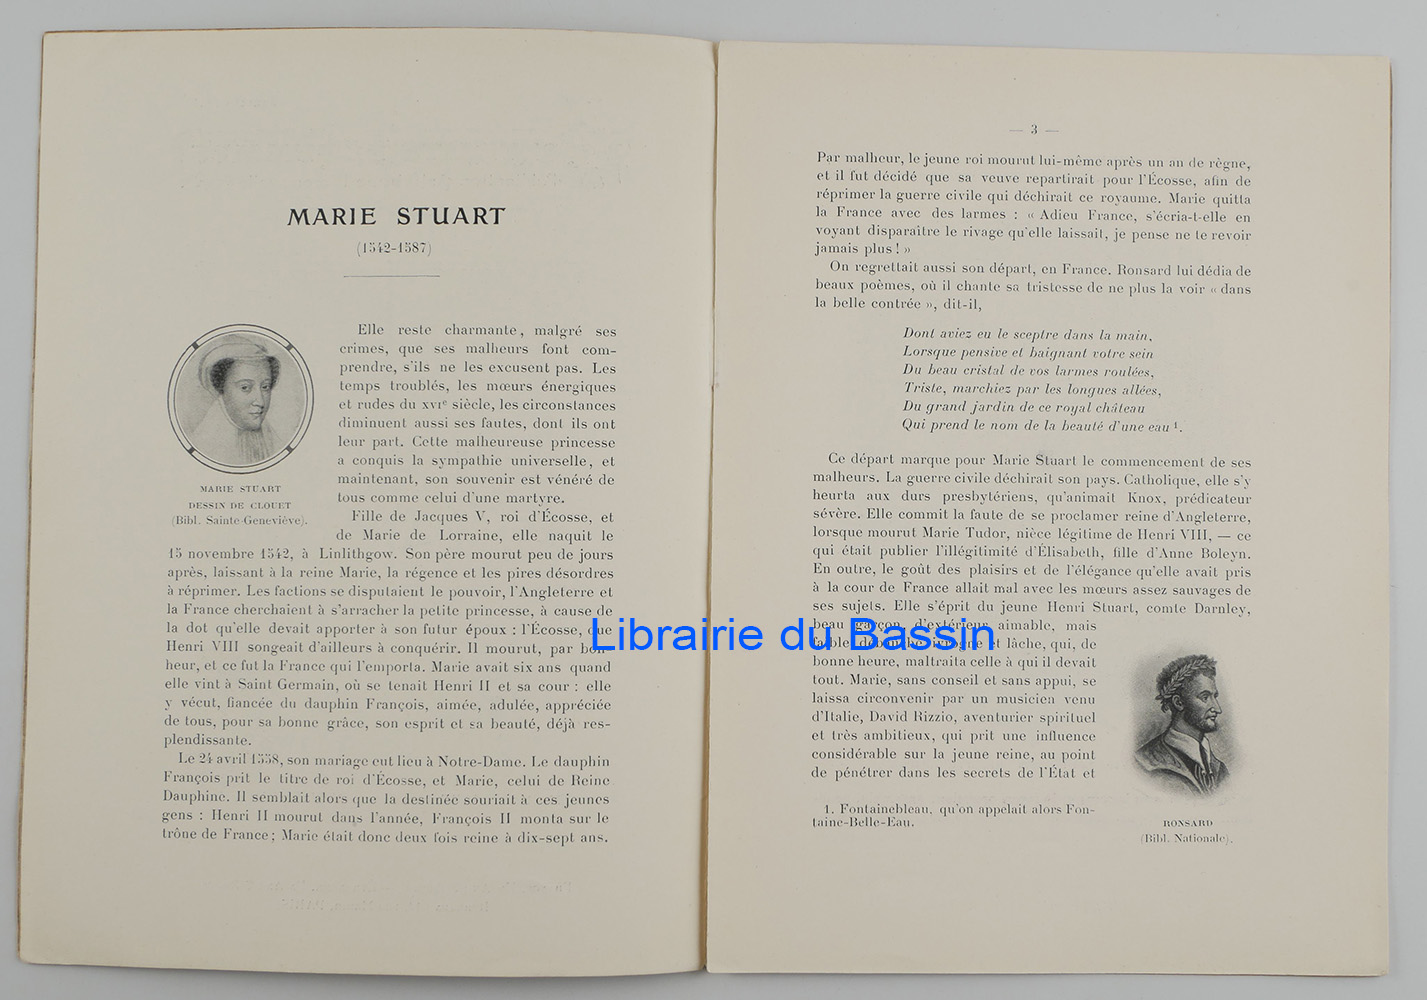 MARIE STUART
(1542-1587)
Elle reste charmante, malgré ses
crimes, que ses malheurs font com-
prendre, s'ils ne les excusent pas. Les
temps troublés, les mœurs énergiques
et rudes du XVIe siècle, les circonstances
diminuent aussi ses fautes, dont ils ont
leur part. Cette malheureuse princesse
a conquis la sympathie universelle, et
maintenant, son souvenir est vénéré de
tous comme celui d'une martyre.
MARIE STUART
DESSIN DE CLOUET
(Bibl. Sainte-Geneviève).
Fille de Jacques V, roi d'Écosse, et
de Marie de Lorraine, elle naquit le
15 novembre 1542, à Linlithgow. Son père mourut peu de jours
après, laissant à la reine Marie, la régence et les pires désordres
à réprimer. Les factions se disputaient le pouvoir, l'Angleterre et
la France cherchaient à s'arracher la petite princesse, à cause de
la dot qu'elle devait apporter à son futur époux : l'Écosse, que
Henri VIII songeait d'ailleurs à conquérir. Il mourut, par bon-
heur, et ce fut la France qui l'emporta. Marie avait six ans quand
elle vint à Saint Germain, où se tenait Henri II et sa cour : elle
y vécut, fiancée du dauphin François, aimée, adulée, appréciée
de tous, pour sa bonne grâce, son esprit et sa beauté, déjà res-
plendissante.
Le 24 avril 1558, son mariage eut lieu à Notre-Dame. Le dauphin
François prit le titre de roi d'Écosse, et Marie, celui de Reine
Dauphine. Il semblait alors que la destinée souriait à ces jeunes
gens : Henri II mourut dans l'année, François II monta sur le
trône de France; Marie était donc deux fois reine à dix-sept ans.
— 3 —
Par malheur, le jeune roi mourut lui-même après un an de règne,
et il fut décidé que sa veuve repartirait pour l'Écosse, afin de
réprimer la guerre civile qui déchirait ce royaume. Marie quitta
la France avec des larmes : « Adieu France, s'écria-t-elle en
voyant disparaître le rivage qu'elle laissait, je pense ne te revoir
jamais plus ! »
On regrettait aussi son départ, en France. Ronsard lui dédia de
beaux poèmes, où il chante sa tristesse de ne plus la voir « dans
la belle contrée », dit-il,
Dont aviez eu le sceptre dans la main,
Lorsque pensive et baignant votre sein
Du beau cristal de vos larmes roulées,
Triste, marchiez par les longues allées,
Du grand jardin de ce royal château
Qui prend le nom de la beauté d'une eau 1.
Ce départ marque pour Marie Stuart le commencement de ses
malheurs. La guerre civile déchirait son pays. Catholique, elle s'y
heurta aux durs presbytériens, qu'animait Knox, prédicateur
sévère. Elle commit la faute de se proclamer reine d'Angleterre,
lorsque mourut Marie Tudor, nièce légitime de Henri VIII, — ce
qui était publier l'illégitimité d'Élisabeth, fille d'Anne Boleyn.
En outre, le goût des plaisirs et de l'élégance qu'elle avait pris
à la cour de France allait mal avec les mœurs assez sauvages de
ses sujets. Elle s'éprit du jeune Henri Stuart, comte Darnley,
beau garçon, d'extérieur aimable, mais
faible, débauché, ivrogne et lâche, qui, de
bonne heure, maltraita celle à qui il devait
tout. Marie, sans conseil et sans appui, se
laissa circonvenir par un musicien venu
d'Italie, David Rizzio, aventurier spirituel
et très ambitieux, qui prit une influence
considérable sur la jeune reine, au point
de pénétrer dans les secrets de l'État et
1. Fontainebleau, qu'on appelait alors Fon-
taine-Belle-Eau.
RONSARD
(Bibl. Nationale).
Librairie du Bassin